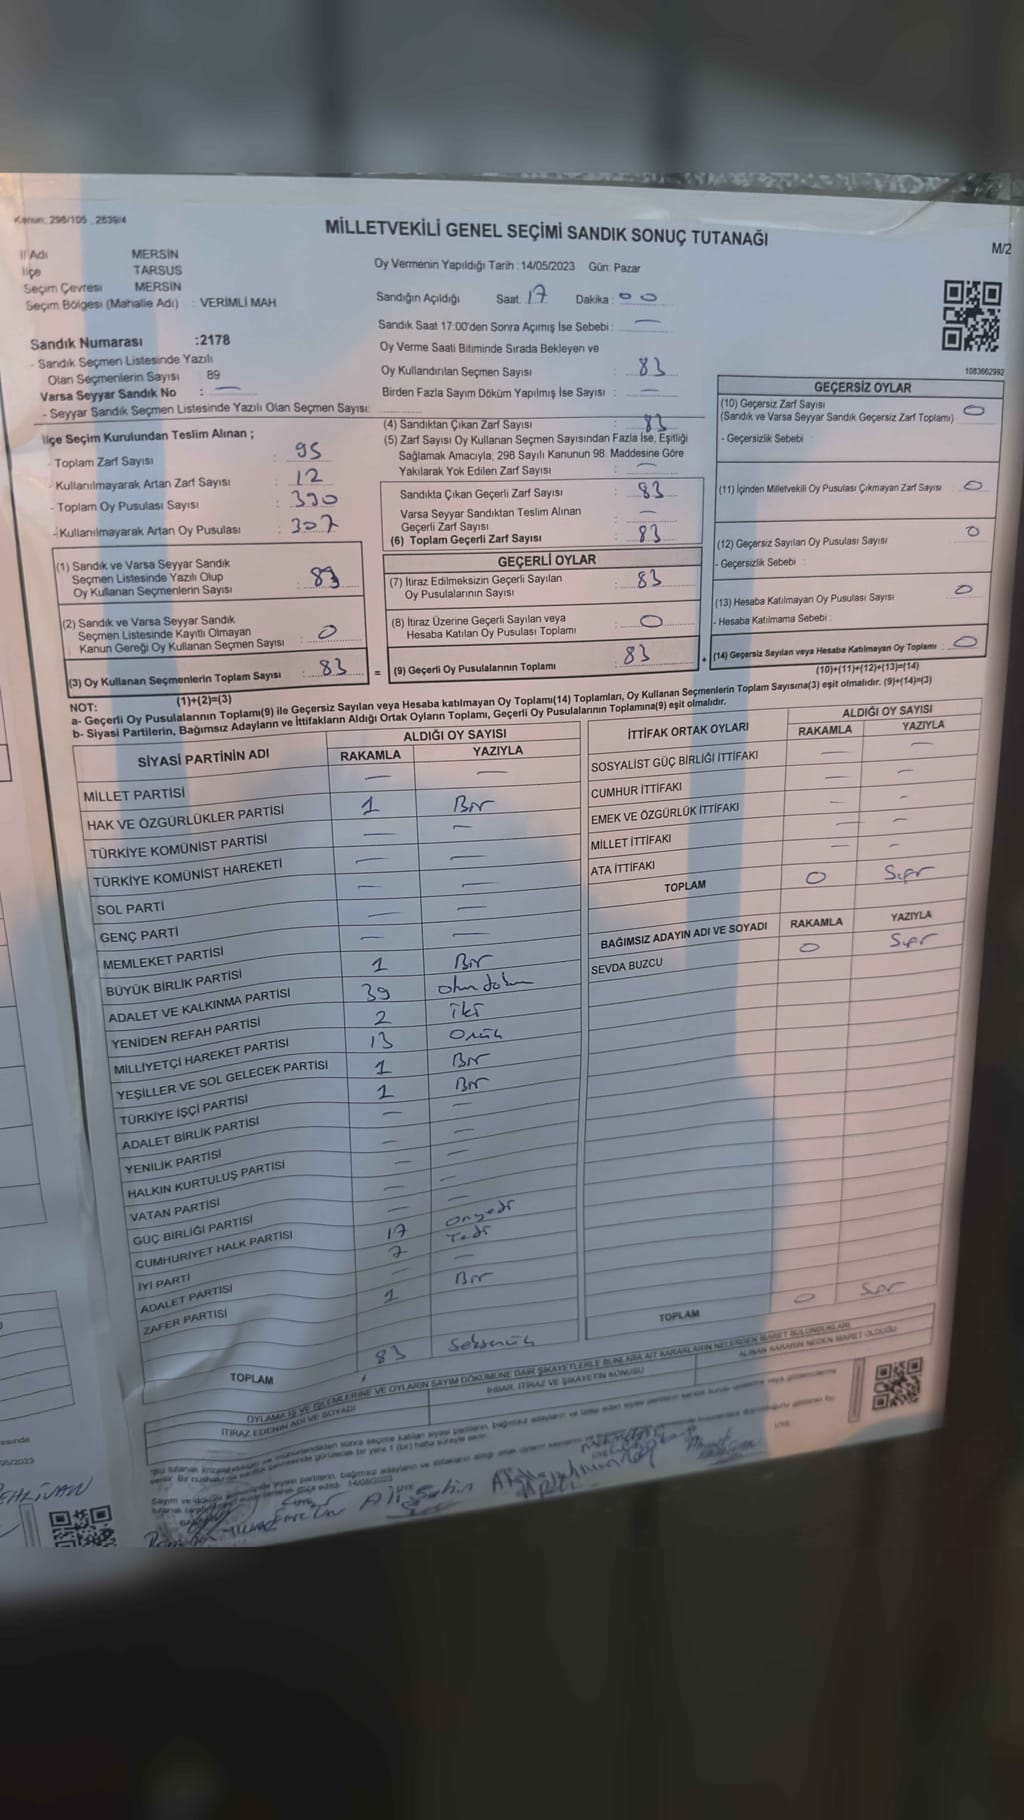 Kanun: 298/105 , 2839/4
MİLLETVEKİLİ GENEL SEÇİMİ SANDIK SONUÇ TUTANAĞI
M/2
İl Adı MERSİN
İlçe TARSUS
Seçim Çevresi MERSİN
Seçim Bölgesi (Mahalle Adı) : VERİMLİ MAH
Sandık Numarası :2178
- Sandık Seçmen Listesinde Yazılı
Olan Seçmenlerin Sayısı : 89
Varsa Seyyar Sandık No : —
- Seyyar Sandık Seçmen Listesinde Yazılı Olan Seçmen Sayısı:
Oy Vermenin Yapıldığı Tarih :14/05/2023 Gün: Pazar
Sandığın Açıldığı Saat: 17 Dakika : 00
Sandık Saat 17:00'den Sonra Açımış İse Sebebi : —
Oy Verme Saati Bitiminde Sırada Bekleyen ve
Oy Kullandırılan Seçmen Sayısı : 83
Birden Fazla Sayım Döküm Yapılmış İse Sayısı : —
1083662992
İlçe Seçim Kurulundan Teslim Alınan ;
- Toplam Zarf Sayısı : 95
- Kullanılmayarak Artan Zarf Sayısı : 12
- Toplam Oy Pusulası Sayısı : 390
- Kullanılmayarak Artan Oy Pusulası : 307
(4) Sandıktan Çıkan Zarf Sayısı : 83
(5) Zarf Sayısı Oy Kullanan Seçmen Sayısından Fazla İse, Eşitliği
Sağlamak Amacıyla, 298 Sayılı Kanunun 98. Maddesine Göre
Yakılarak Yok Edilen Zarf Sayısı : —
Sandıkta Çıkan Geçerli Zarf Sayısı : 83
Varsa Seyyar Sandıktan Teslim Alınan
Geçerli Zarf Sayısı : —
(6) Toplam Geçerli Zarf Sayısı : 83
GEÇERSİZ OYLAR
(10) Geçersiz Zarf Sayısı
(Sandık ve Varsa Seyyar Sandık Geçersiz Zarf Toplamı) : 0
- Geçersizlik Sebebi :
(11) İçinden Milletvekili Oy Pusulası Çıkmayan Zarf Sayısı : 0
(12) Geçersiz Sayılan Oy Pusulası Sayısı : 0
- Geçersizlik Sebebi :
(13) Hesaba Katılmayan Oy Pusulası Sayısı : 0
- Hesaba Katılmama Sebebi :
(14) Geçersiz Sayılan veya Hesaba Katılmayan Oy Toplamı : 0
(10)+(11)+(12)+(13)=(14)
(1) Sandık ve Varsa Seyyar Sandık
Seçmen Listesinde Yazılı Olup
Oy Kullanan Seçmenlerin Sayısı : 83
(2) Sandık ve Varsa Seyyar Sandık
Seçmen Listesinde Kayıtlı Olmayan
Kanun Gereği Oy Kullanan Seçmen Sayısı : 0
(3) Oy Kullanan Seçmenlerin Toplam Sayısı : 83
(1)+(2)=(3)
GEÇERLİ OYLAR
(7) İtiraz Edilmeksizin Geçerli Sayılan
Oy Pusulalarının Sayısı : 83
(8) İtiraz Üzerine Geçerli Sayılan veya
Hesaba Katılan Oy Pusulası Toplamı : 0
= (9) Geçerli Oy Pusulalarının Toplamı : 83 +
NOT:
a- Geçerli Oy Pusulalarının Toplamı(9) ile Geçersiz Sayılan veya Hesaba katılmayan Oy Toplamı(14) Toplamları, Oy Kullanan Seçmenlerin Toplam Sayısına(3) eşit olmalıdır. (9)+(14)=(3)
b- Siyasi Partilerin, Bağımsız Adayların ve İttifakların Aldığı Ortak Oyların Toplamı, Geçerli Oy Pusulalarının Toplamına(9) eşit olmalıdır.
SİYASİ PARTİNİN ADI ALDIĞI OY SAYISI
RAKAMLA YAZIYLA
MİLLET PARTİSİ — —
HAK VE ÖZGÜRLÜKLER PARTİSİ 1 Bir
TÜRKİYE KOMÜNİST PARTİSİ — —
TÜRKİYE KOMÜNİST HAREKETİ — —
SOL PARTİ — —
GENÇ PARTİ — —
MEMLEKET PARTİSİ — —
BÜYÜK BİRLİK PARTİSİ 1 Bir
ADALET VE KALKINMA PARTİSİ 39 otuz dokuz
YENİDEN REFAH PARTİSİ 2 iki
MİLLİYETÇİ HAREKET PARTİSİ 13 Onüç
YEŞİLLER VE SOL GELECEK PARTİSİ 1 Bir
TÜRKİYE İŞÇİ PARTİSİ 1 Bir
ADALET BİRLİK PARTİSİ — —
YENİLİK PARTİSİ — —
HALKIN KURTULUŞ PARTİSİ — —
VATAN PARTİSİ — —
GÜÇ BİRLİĞİ PARTİSİ — —
CUMHURİYET HALK PARTİSİ 17 onyedi
İYİ PARTİ 7 Yedi
ADALET PARTİSİ — —
ZAFER PARTİSİ 1 Bir
TOPLAM 83 Seksenüç
İTTİFAK ORTAK OYLARI ALDIĞI OY SAYISI
RAKAMLA YAZIYLA
SOSYALİST GÜÇ BİRLİĞİ İTTİFAKI — —
CUMHUR İTTİFAKI — —
EMEK VE ÖZGÜRLÜK İTTİFAKI — —
MİLLET İTTİFAKI — —
ATA İTTİFAKI — —
TOPLAM 0 Sıfır
BAĞIMSIZ ADAYIN ADI VE SOYADI RAKAMLA YAZIYLA
SEVDA BUZCU 0 Sıfır
TOPLAM 0 Sıfır
OYLAMA İŞ VE İŞLEMLERİNE VE OYLARIN SAYIM DÖKÜMÜNE DAİR ŞİKAYETLERLE BUNLARA AİT KARARLARIN NELERDEN İBARET BULUNDUKLARI
İTİRAZ EDENİN ADI VE SOYADI İHBAR, İTİRAZ VE ŞİKAYETİN KONUSU ALINAN KARARIN NEDEN İBARET OLDUĞU
ÜYE